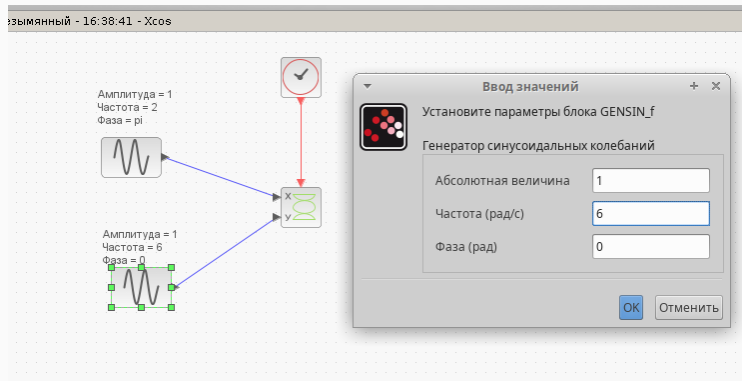 езымянный - 16:38:41 - Xcos
Амплитуда = 1
Частота = 2
Фаза = pi
X
y
Амплитуда = 1
Частота = 6
Фаза = 0
Ввод значений
Установите параметры блока GENSIN_f
Генератор синусоидальных колебаний
Абсолютная величина 1
Частота (рад/с) 6
Фаза (рад) 0
OK Отменить